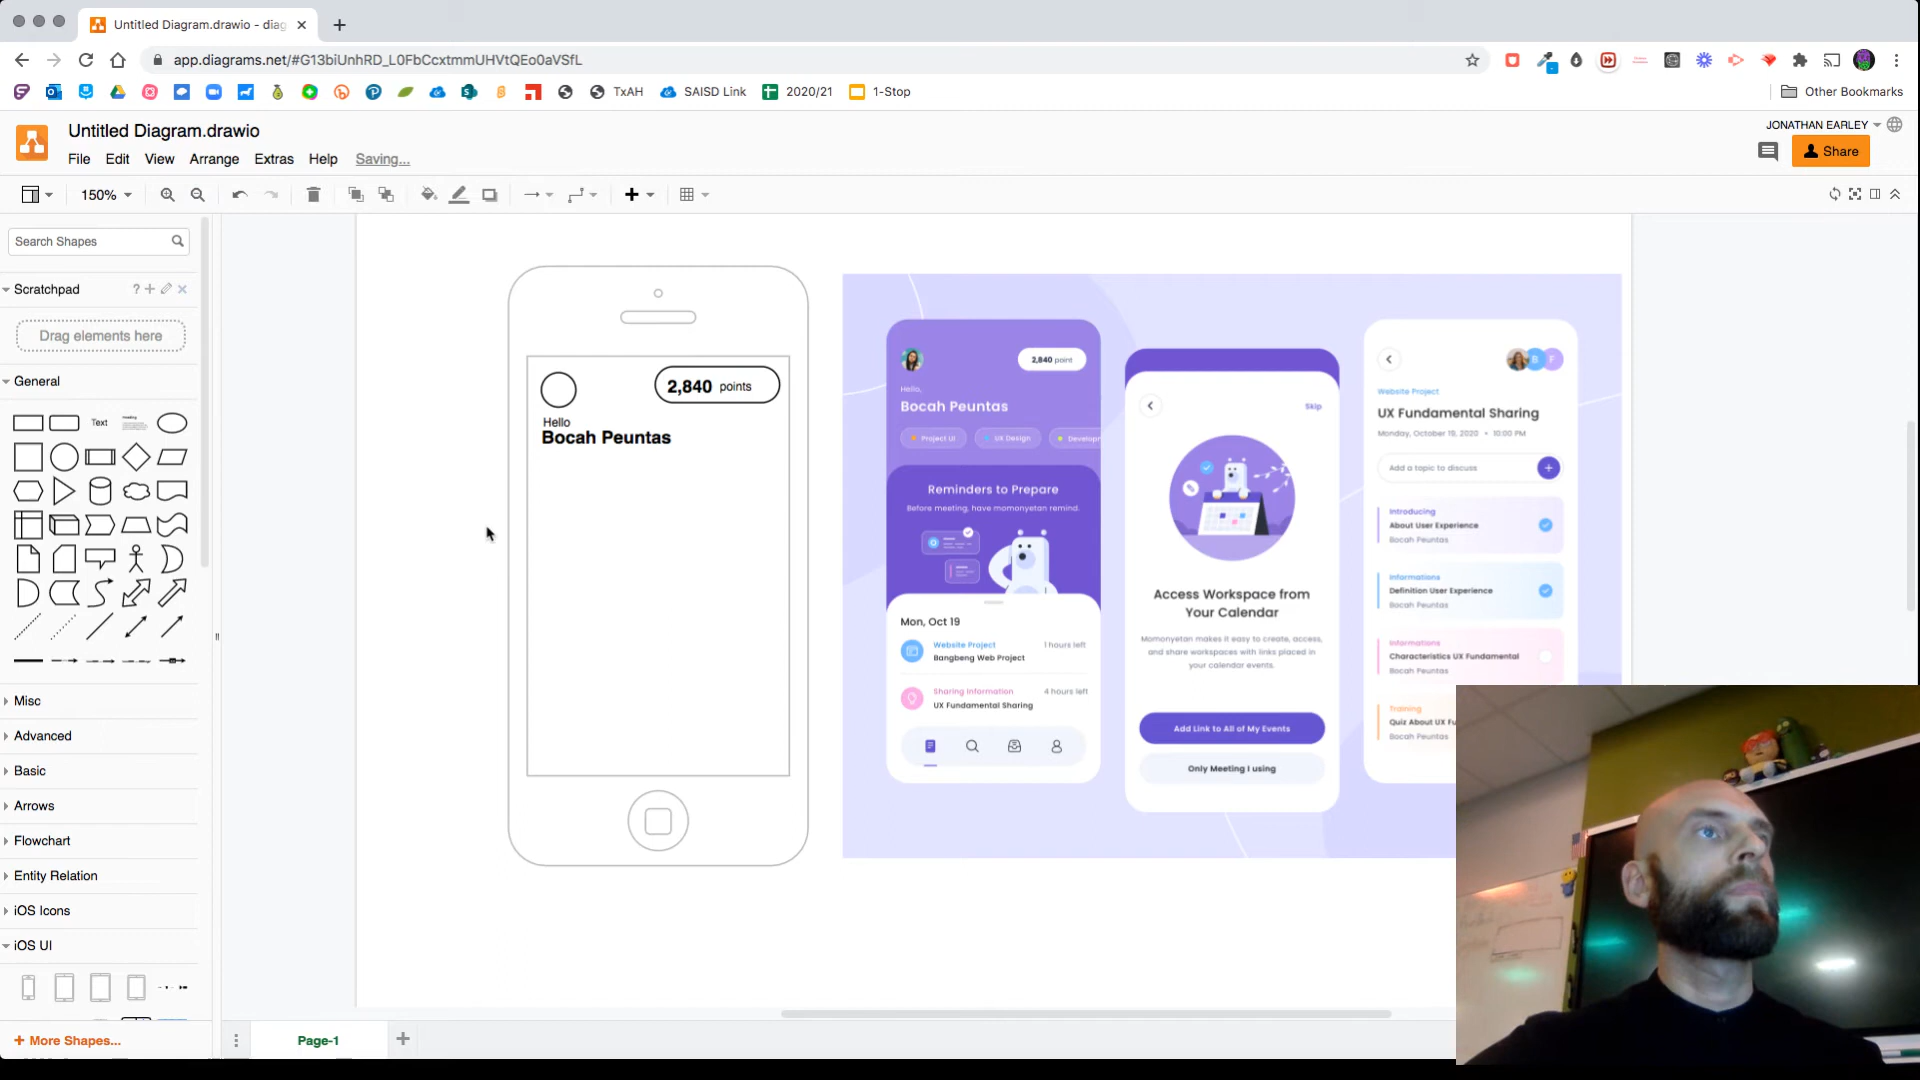 Untitled Diagram.drawio - diag
app.diagrams.net/#G13biUnhRD_L0FbCcxtmmUHVtQEo0aVSfL
TxAH
SAISD Link
2020/21
1-Stop
Other Bookmarks
Untitled Diagram.drawio
JONATHAN EARLEY
File
Edit
View
Arrange
Extras
Help
Saving...
Share
150%
Search Shapes
Scratchpad
?
Drag elements here
General
Text
Heading
Misc
Advanced
Basic
Arrows
Flowchart
Entity Relation
iOS Icons
iOS UI
+ More Shapes...
Page-1
2,840 points
Hello
Bocah Peuntas
2,840 point
Hello,
Bocah Peuntas
Project UI
UX Design
Developm
Reminders to Prepare
Before meeting, have momonyetan remind.
Mon, Oct 19
Website Project
1 hours left
Bangbeng Web Project
Sharing Information
4 hours left
UX Fundamental Sharing
Skip
Access Workspace from
Your Calendar
Momonyetan makes it easy to create, access,
and share workspaces with links placed in
your calendar events.
Add Link to All of My Events
Only Meeting I using
B
F
Website Project
UX Fundamental Sharing
Monday, October 19, 2020 • 10:00 PM
Add a topic to discuss
Introducing
About User Experience
Bocah Peuntas
Informations
Definition User Experience
Bocah Peuntas
Informations
Characteristics UX Fundamental
Bocah Peuntas
Training
Quiz About UX Fu
Bocah Peuntas